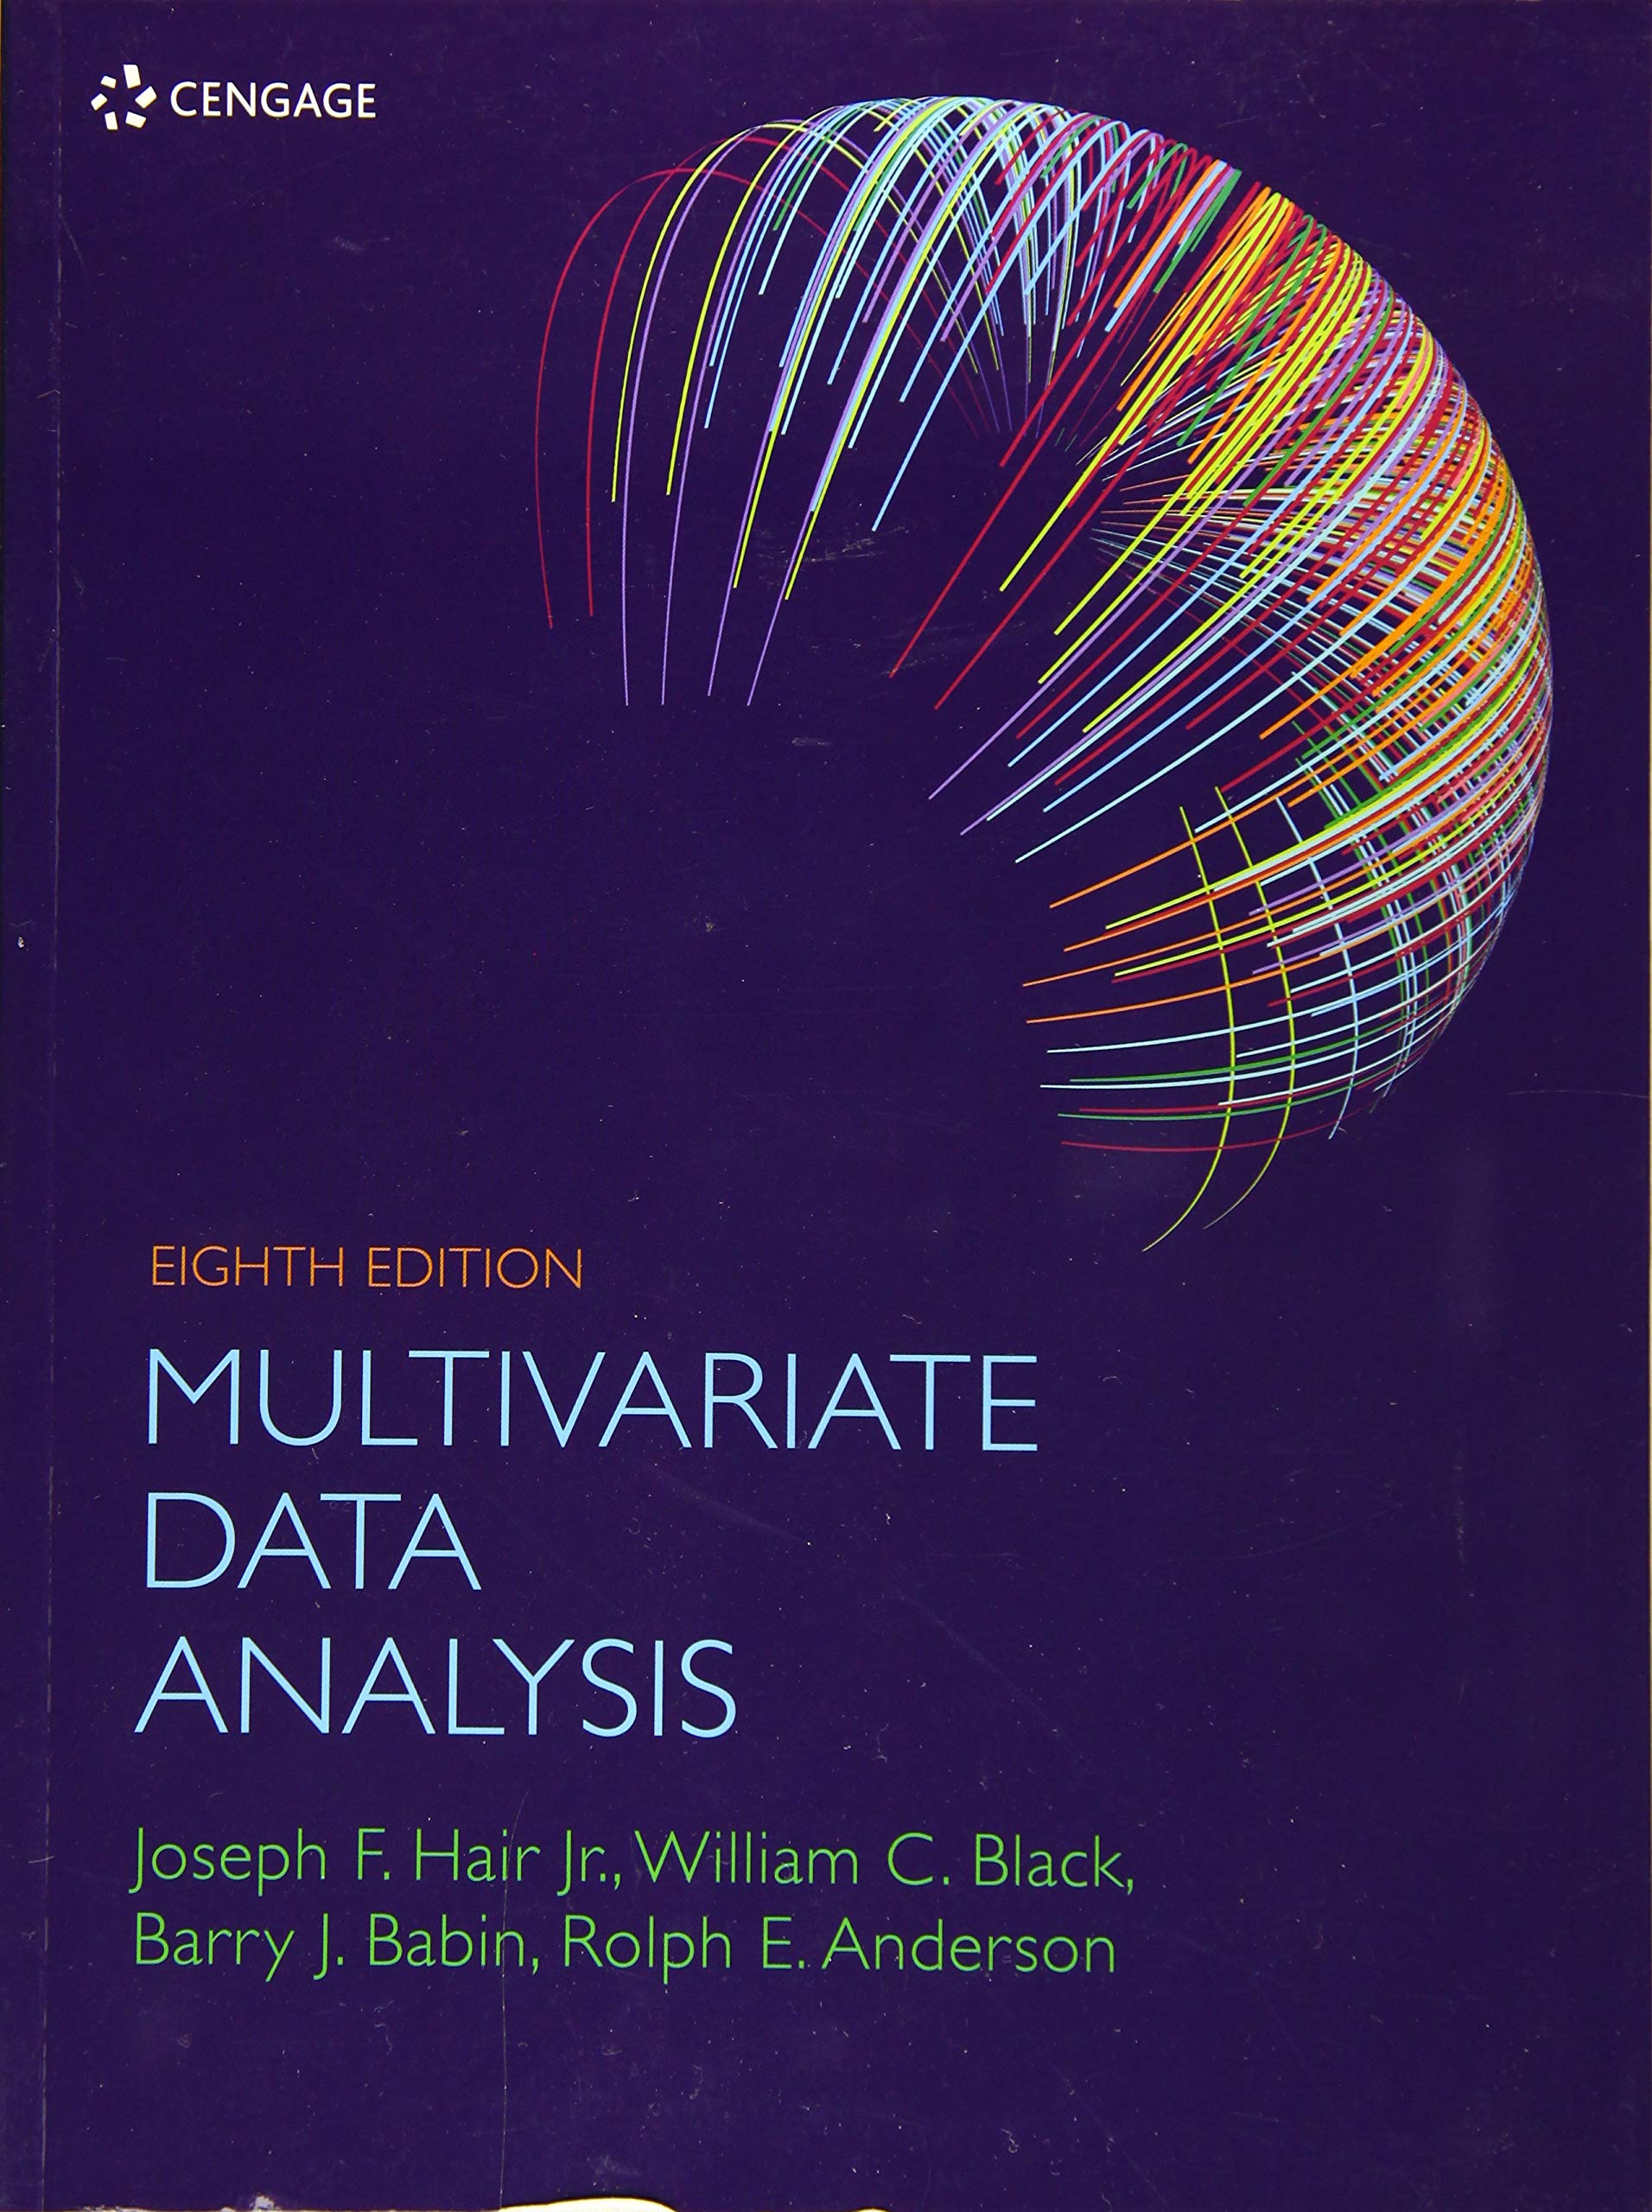 CENGAGE
EIGHTH EDITION
MULTIVARIATE
DATA
ANALYSIS
Joseph F. Hair Jr., William C. Black,
Barry J. Babin, Rolph E. Anderson